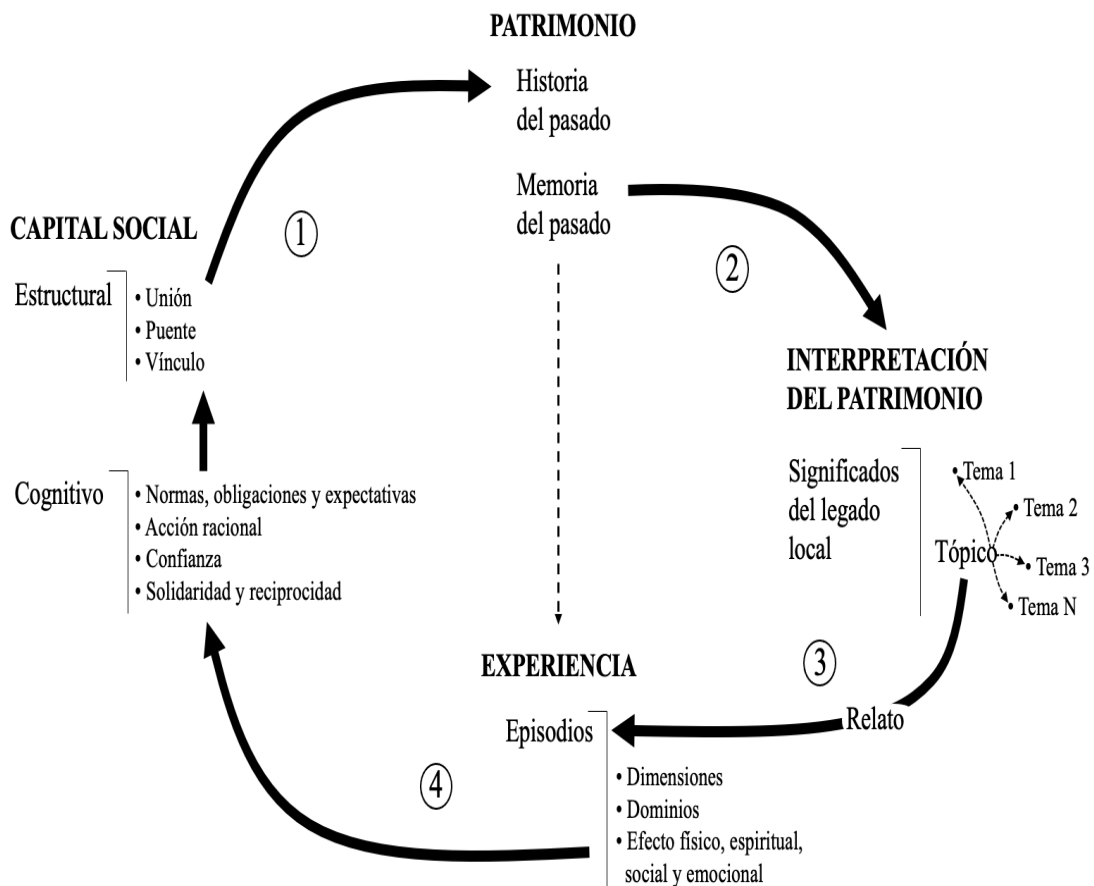 PATRIMONIO
Historia
del pasado
Memoria
del pasado
1
CAPITAL SOCIAL
Estructural
• Unión
• Puente
• Vínculo
2
INTERPRETACIÓN
DEL PATRIMONIO
Significados
del legado
local
Tópico
• Tema 1
• Tema 2
• Tema 3
• Tema N
Cognitivo
• Normas, obligaciones y expectativas
• Acción racional
• Confianza
• Solidaridad y reciprocidad
3
Relato
EXPERIENCIA
Episodios
• Dimensiones
• Dominios
• Efecto físico, espiritual,
social y emocional
4